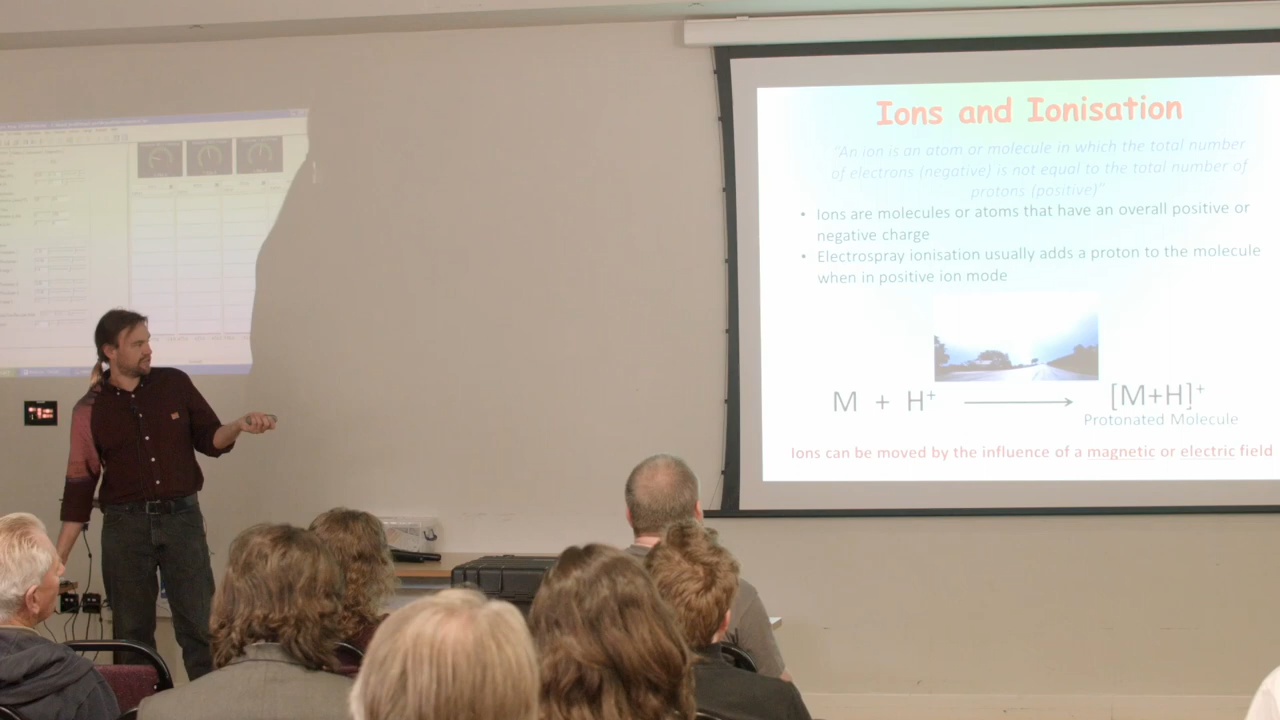 Ions and Ionisation
"An ion is an atom or molecule in which the total number
of electrons (negative) is not equal to the total number of
protons (positive)"
• Ions are molecules or atoms that have an overall positive or
negative charge
• Electrospray ionisation usually adds a proton to the molecule
when in positive ion mode
M + H⁺ ⟶ [M+H]⁺
Protonated Molecule
Ions can be moved by the influence of a magnetic or electric field